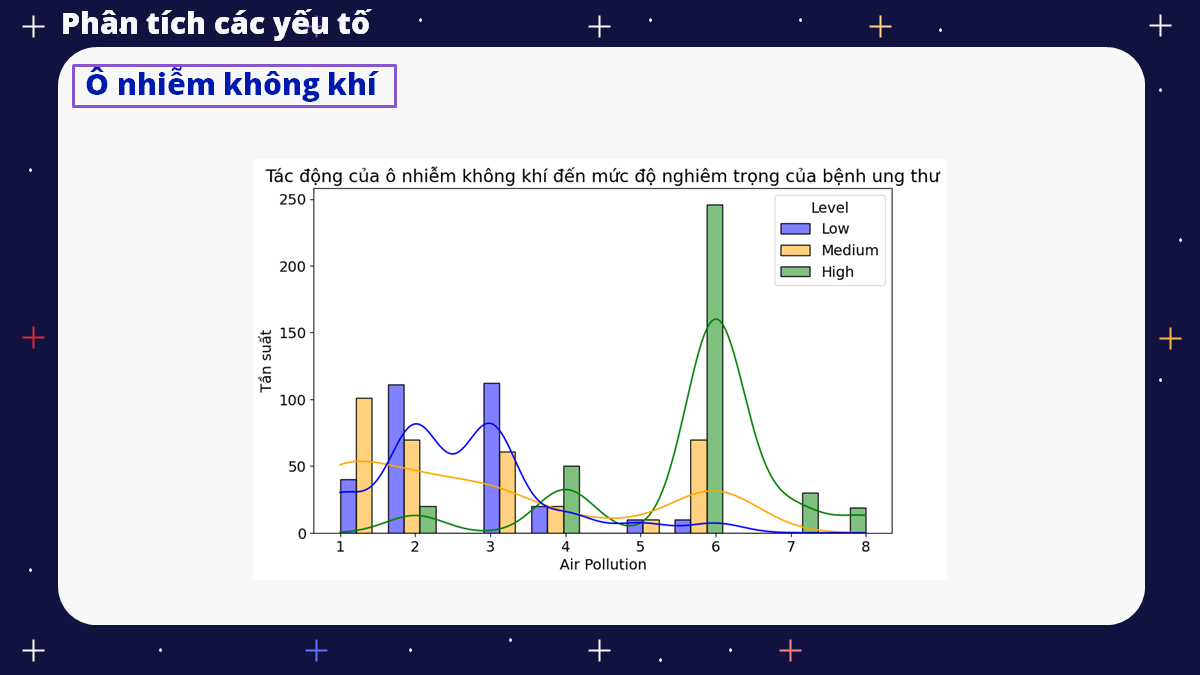 Phân tích các yếu tố
Ô nhiễm không khí
Tác động của ô nhiễm không khí đến mức độ nghiêm trọng của bệnh ung thư
Level
Low
Medium
High
Tần suất
250
200
150
100
50
0
1 2 3 4 5 6 7 8
Air Pollution